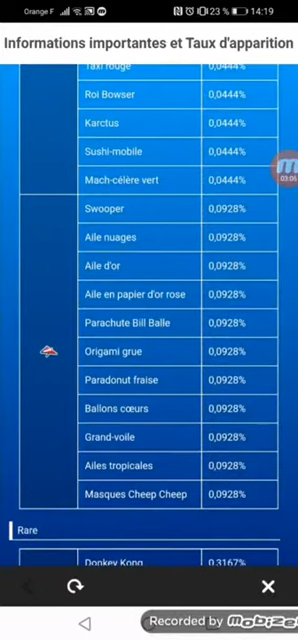 Orange F 23 % 14:19
Informations importantes et Taux d'apparition
Taxi rouge 0,0444%
Roi Bowser 0,0444%
Karctus 0,0444%
Sushi-mobile 0,0444%
Mach-célère vert 0,0444%
03:06
Swooper 0,0928%
Aile nuages 0,0928%
Aile d'or 0,0928%
Aile en papier d'or rose 0,0928%
Parachute Bill Balle 0,0928%
Origami grue 0,0928%
Paradonut fraise 0,0928%
Ballons cœurs 0,0928%
Grand-voile 0,0928%
Ailes tropicales 0,0928%
Masques Cheep Cheep 0,0928%
Rare
Donkey Kong 0,3167%
Recorded by